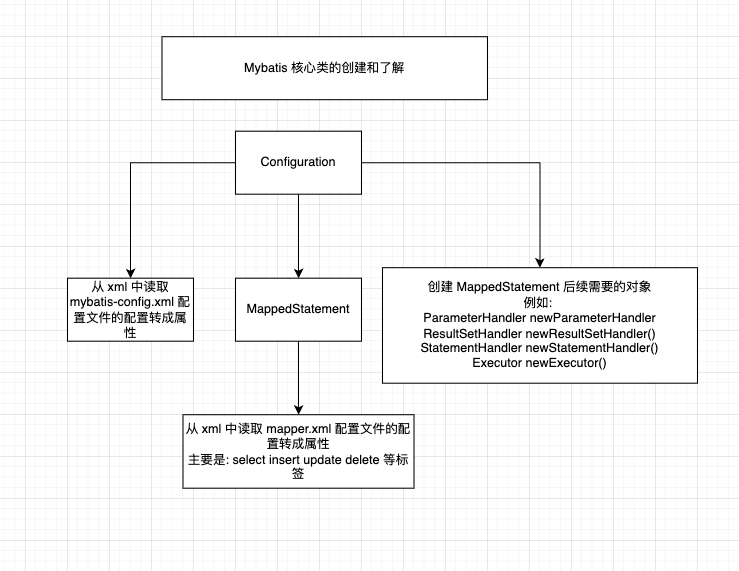 Mybatis 核心类的创建和了解
Configuration
从 xml 中读取
mybatis-config.xml 配
置文件的配置转成属
性
MappedStatement
创建 MappedStatement 后续需要的对象
例如:
ParameterHandler newParameterHandler
ResultSetHandler newResultSetHandler()
StatementHandler newStatementHandler()
Executor newExecutor()
从 xml 中读取 mapper.xml 配置文件的配
置转成属性
主要是: select insert update delete 等标
签